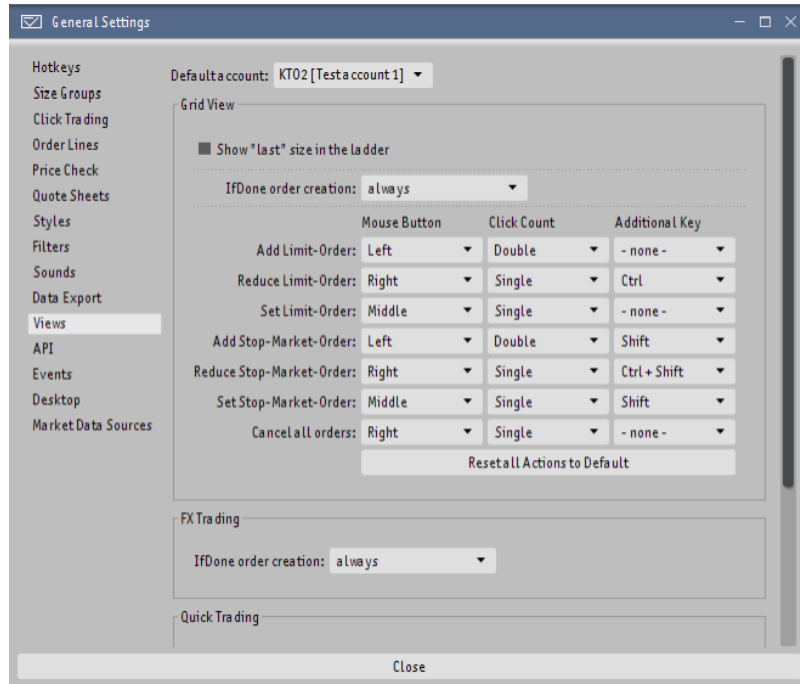 General Settings
Hotkeys
Size Groups
Click Trading
Order Lines
Price Check
Quote Sheets
Styles
Filters
Sounds
Data Export
Views
API
Events
Desktop
Market Data Sources
Default account: KT02 [Test account 1]
Grid View
Show "last" size in the ladder
IfDone order creation: always
Mouse Button Click Count Additional Key
Add Limit-Order: Left Double - none -
Reduce Limit-Order: Right Single Ctrl
Set Limit-Order: Middle Single - none -
Add Stop-Market-Order: Left Double Shift
Reduce Stop-Market-Order: Right Single Ctrl + Shift
Set Stop-Market-Order: Middle Single Shift
Cancel all orders: Right Single - none -
Reset all Actions to Default
FX Trading
IfDone order creation: always
Quick Trading
Close